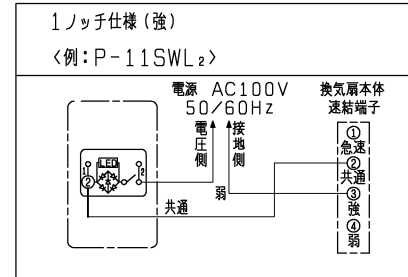 1ノッチ仕様(強)
〈例:P-11SWL₂〉
電源 AC100V
50/60Hz
換気扇本体
速結端子
電圧側
接地側
LED
1
2
②
共通
弱
①
急速
②
共通
③
強
④
弱